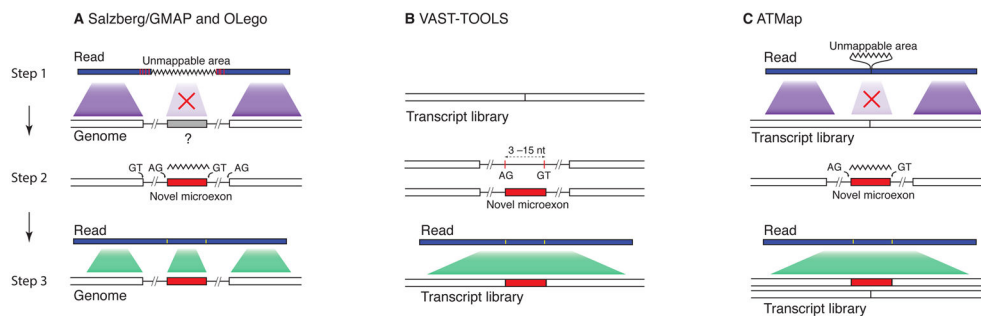 A Salzberg/GMAP and OLego
B VAST-TOOLS
C ATMap
Step 1
Read
Unmappable area
Genome
?
Transcript library
Read
Unmappable area
Transcript library
Step 2
GT AG GT AG
Novel microexon
3 –15 nt
AG GT
Novel microexon
AG GT
Novel microexon
Step 3
Read
Genome
Read
Transcript library
Read
Transcript library